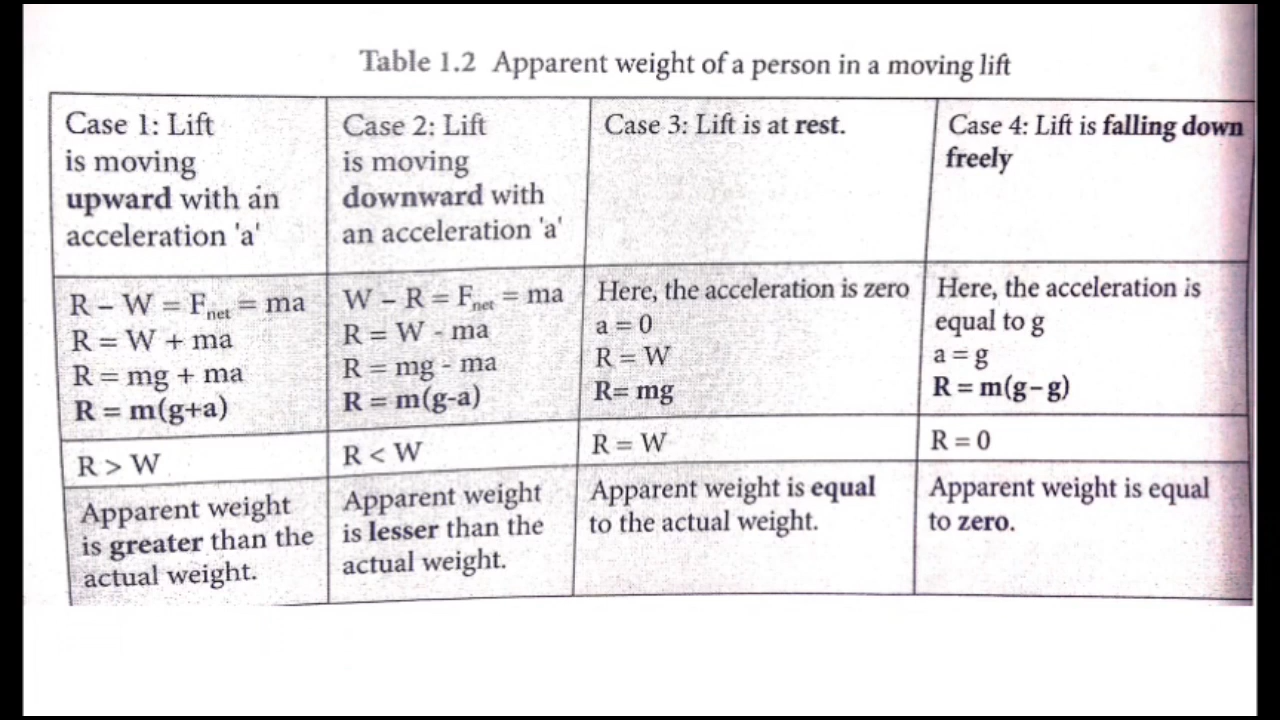 Table 1.2 Apparent weight of a person in a moving lift
Case 1: Lift
is moving
upward with an
acceleration 'a'
Case 2: Lift
is moving
downward with
an acceleration 'a'
Case 3: Lift is at rest.
Case 4: Lift is falling down
freely
R – W = Fnet = ma
R = W + ma
R = mg + ma
R = m(g+a)
W – R = Fnet = ma
R = W - ma
R = mg - ma
R = m(g-a)
Here, the acceleration is zero
a = 0
R = W
R= mg
Here, the acceleration is
equal to g
a = g
R = m(g–g)
R > W
R < W
R = W
R = 0
Apparent weight
is greater than the
actual weight.
Apparent weight
is lesser than the
actual weight.
Apparent weight is equal
to the actual weight.
Apparent weight is equal
to zero.